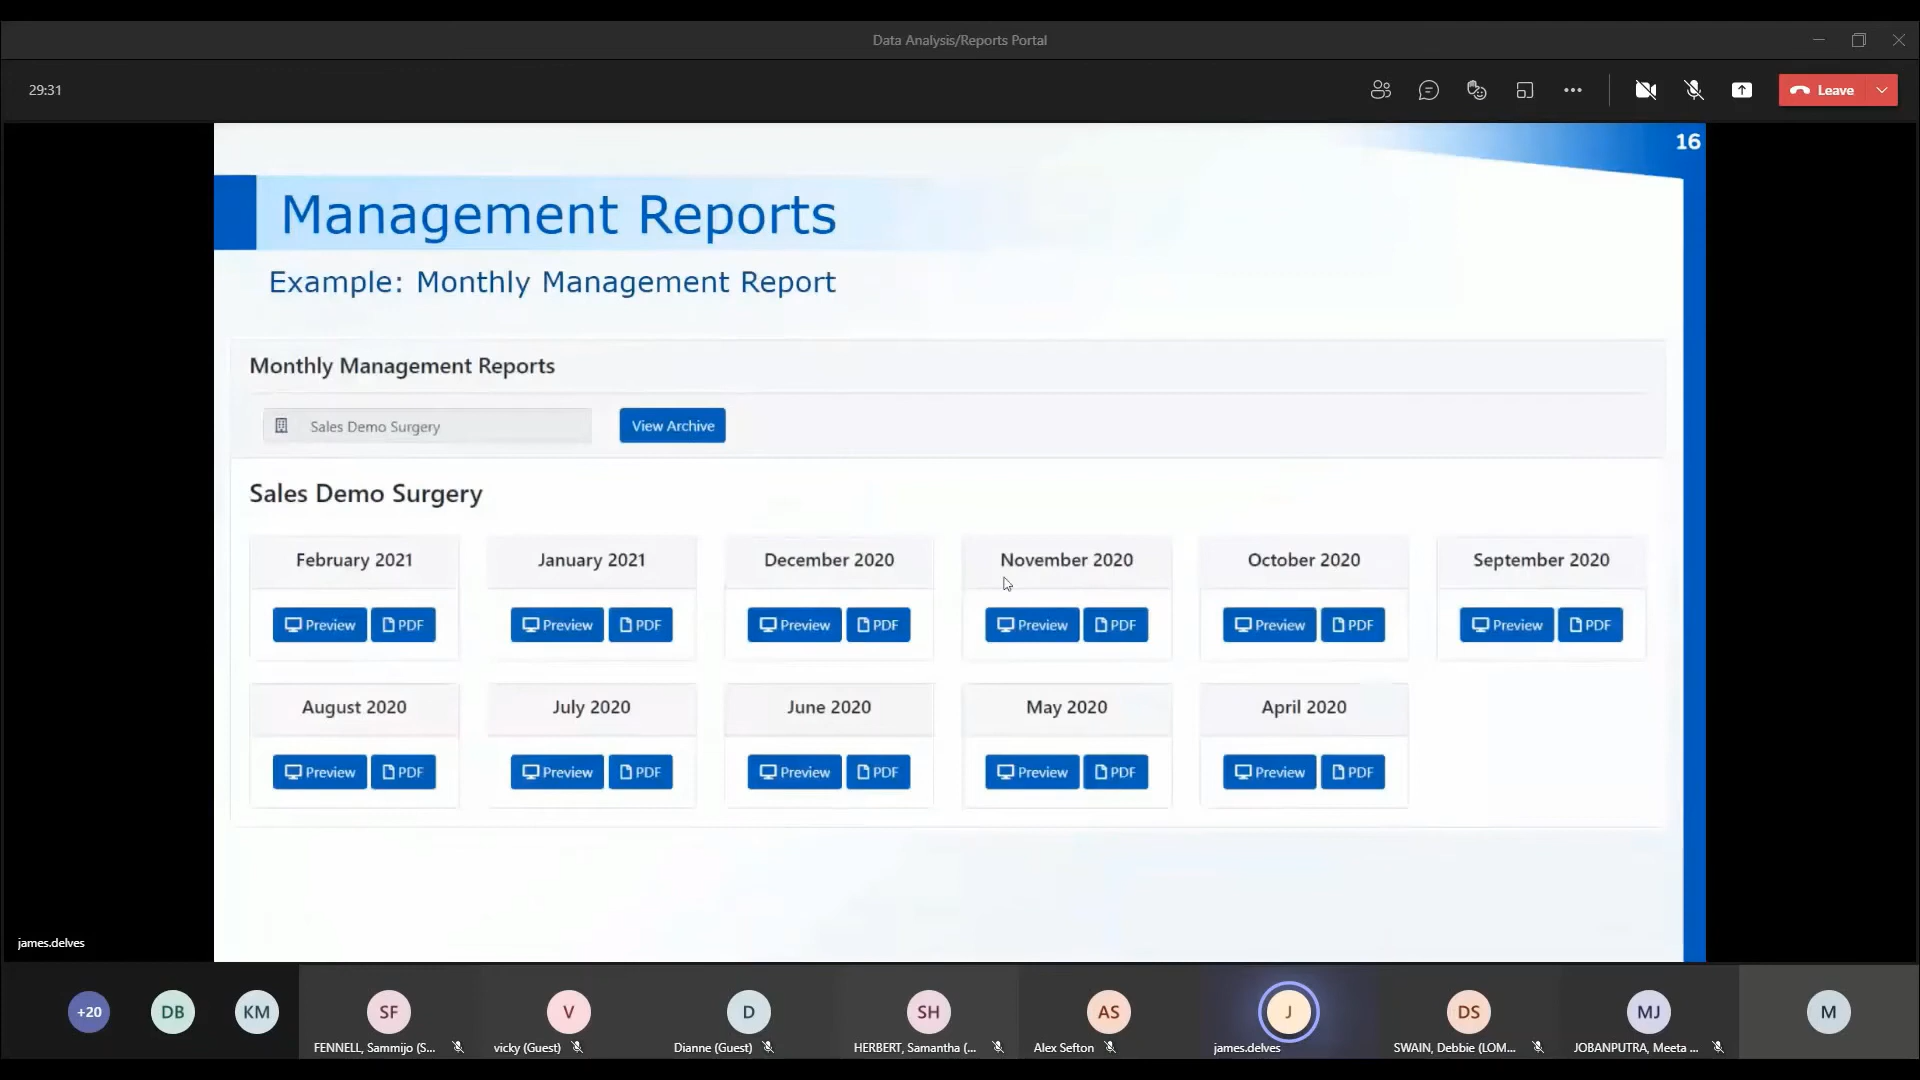 Data Analysis/Reports Portal
29:31
Leave
16
Management Reports
Example: Monthly Management Report
Monthly Management Reports
Sales Demo Surgery
View Archive
Sales Demo Surgery
February 2021 January 2021 December 2020 November 2020 October 2020 September 2020
Preview PDF Preview PDF Preview PDF Preview PDF Preview PDF Preview PDF
August 2020 July 2020 June 2020 May 2020 April 2020
Preview PDF Preview PDF Preview PDF Preview PDF Preview PDF
james.delves
+20 DB KM SF V D SH AS J DS MJ M
FENNELL, Sammijo (S... vicky (Guest) Dianne (Guest) HERBERT, Samantha (... Alex Sefton james.delves SWAIN, Debbie (LOM... JOBANPUTRA, Meeta ...